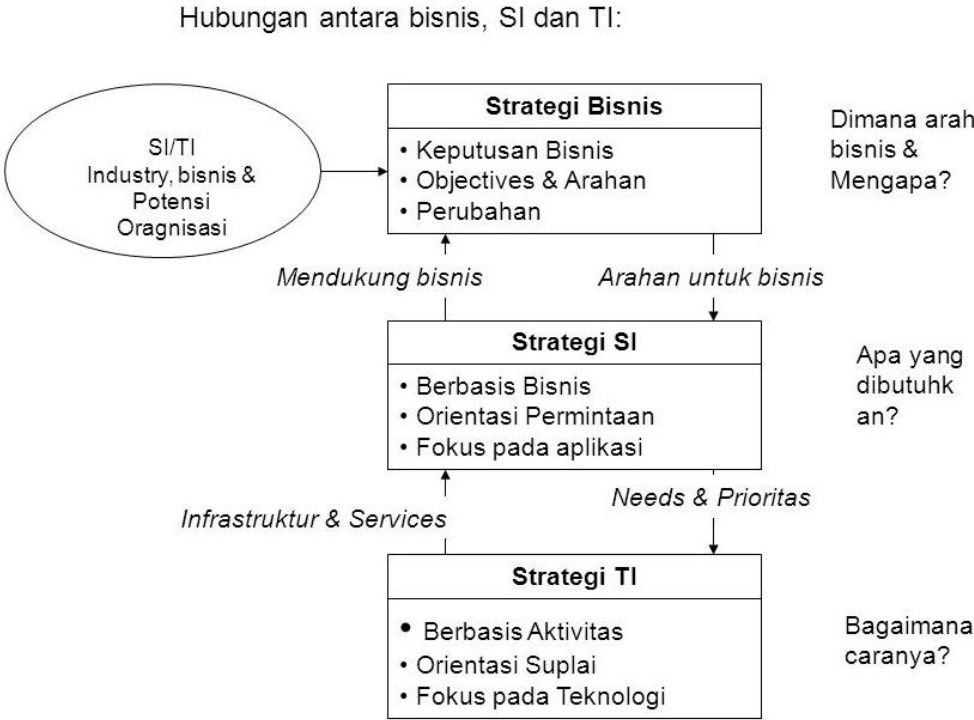 Hubungan antara bisnis, SI dan TI:
SI/TI
Industry, bisnis &
Potensi
Oragnisasi
Strategi Bisnis
• Keputusan Bisnis
• Objectives & Arahan
• Perubahan
Dimana arah
bisnis &
Mengapa?
Mendukung bisnis
Arahan untuk bisnis
Strategi SI
• Berbasis Bisnis
• Orientasi Permintaan
• Fokus pada aplikasi
Apa yang
dibutuhk
an?
Infrastruktur & Services
Needs & Prioritas
Strategi TI
• Berbasis Aktivitas
• Orientasi Suplai
• Fokus pada Teknologi
Bagaimana
caranya?